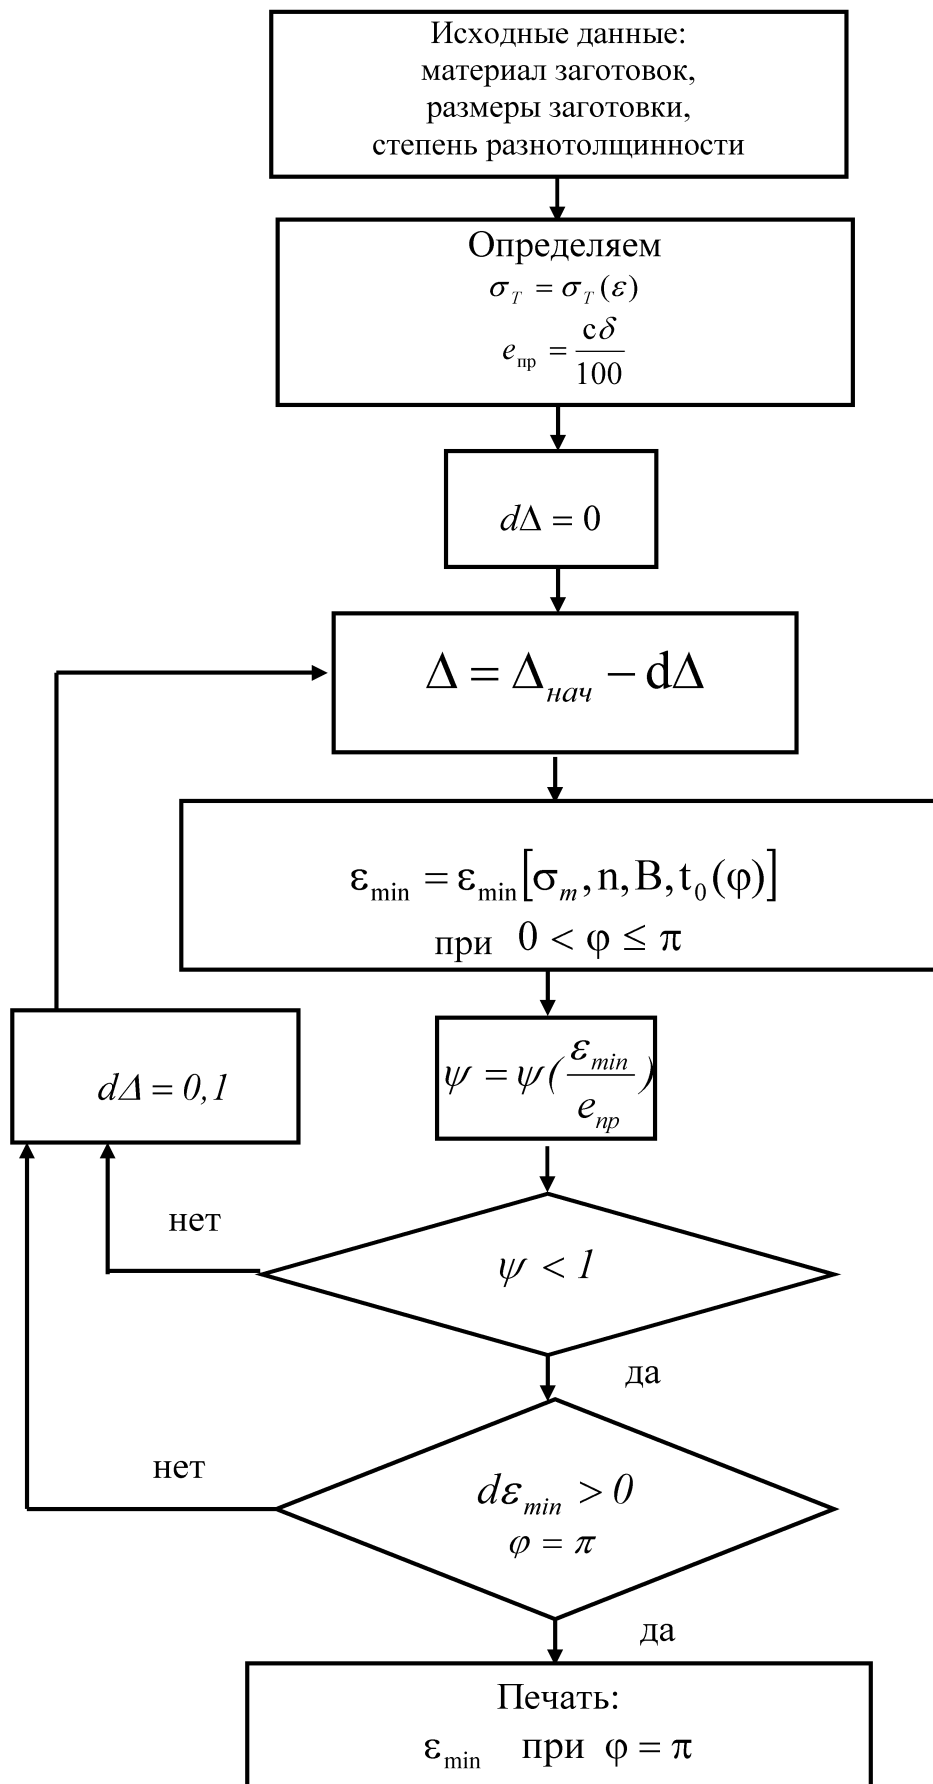 Исходные данные:
материал заготовок,
размеры заготовки,
степень разнотолщинности
Определяем
σ_T = σ_T(ε)
e_пр = cδ/100
dΔ = 0
Δ = Δ_нач − dΔ
ε_min = ε_min[σ_m, n, B, t_0(φ)]
при 0 < φ ≤ π
dΔ = 0,1
ψ = ψ(ε_min/e_пр)
нет
ψ < 1
да
нет
dε_min > 0
φ = π
да
Печать:
ε_min при φ = π